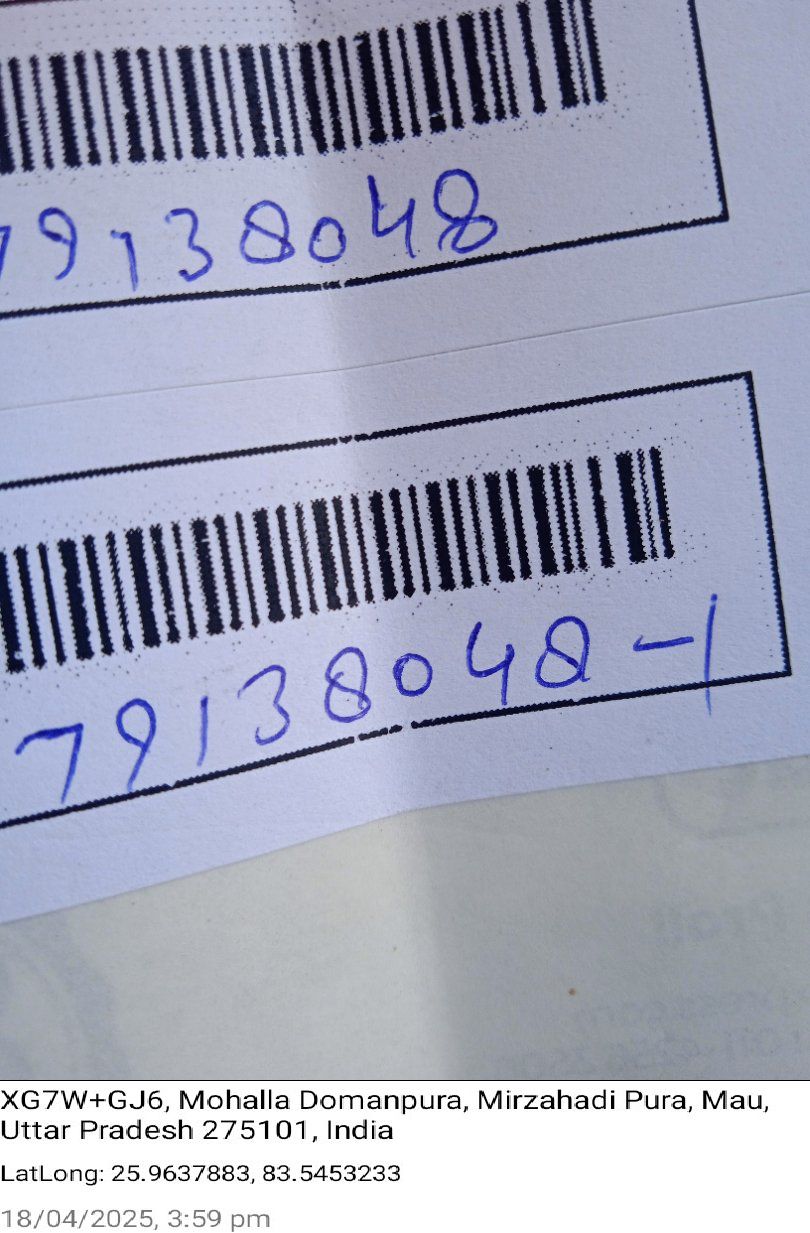 79138048
79138048-1
XG7W+GJ6, Mohalla Domanpura, Mirzahadi Pura, Mau,
Uttar Pradesh 275101, India
LatLong: 25.9637883, 83.5453233
18/04/2025, 3:59 pm